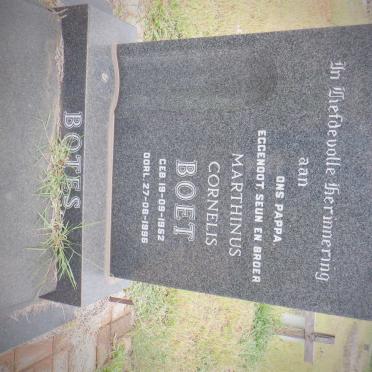 In Liefdevolle Herinnering
aan
ONS PAPPA
EGGENOOT, SEUN EN BROER
MARTHINUS
CORNELIS
BOET
GEB. 19-09-1952
OORL. 27-06-1995
BOTES